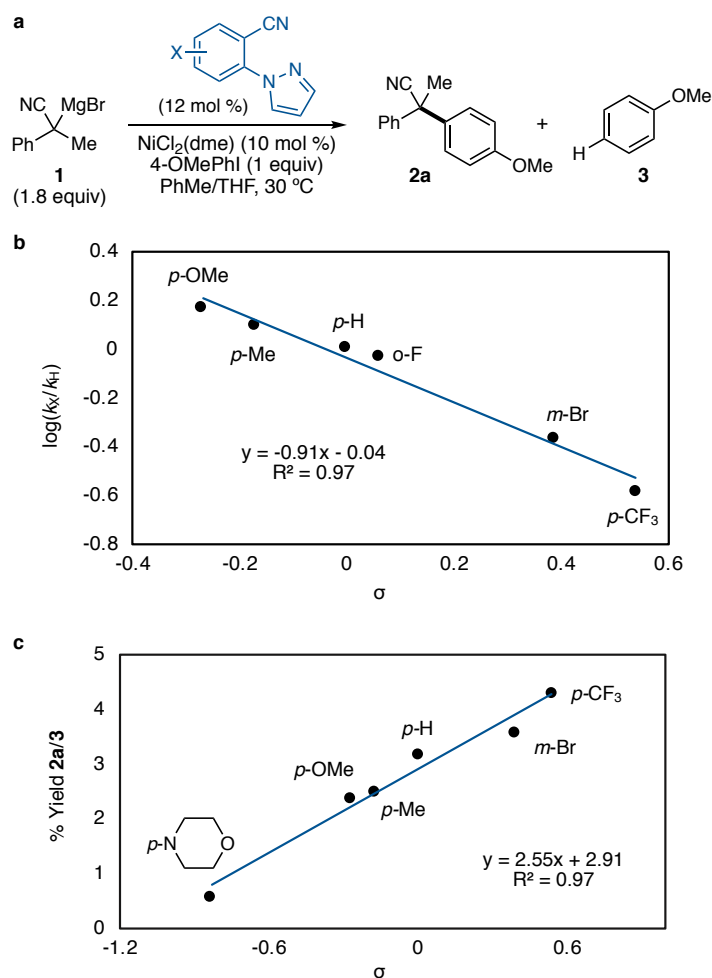 a
CN
X
N
N
NC MgBr
Ph Me
1
(1.8 equiv)
(12 mol %)
NiCl2(dme) (10 mol %)
4-OMePhI (1 equiv)
PhMe/THF, 30 ºC
NC Me
Ph
OMe
2a
+
OMe
H
3
b
0.4
0.2
0
-0.2
-0.4
-0.6
-0.8
log(kX/kH)
p-OMe
p-Me
p-H
o-F
m-Br
p-CF3
y = -0.91x - 0.04
R² = 0.97
-0.4 -0.2 0 0.2 0.4 0.6
σ
c
5
4
3
2
1
0
% Yield 2a/3
p-CF3
p-H
m-Br
p-OMe
p-Me
p-N O
y = 2.55x + 2.91
R² = 0.97
-1.2 -0.6 0 0.6
σ